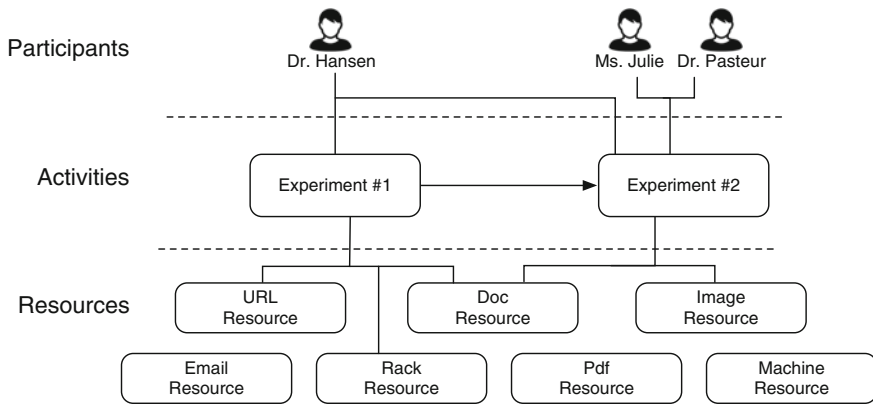 Participants
Dr. Hansen
Ms. Julie
Dr. Pasteur
Activities
Experiment #1
Experiment #2
Resources
URL
Resource
Doc
Resource
Image
Resource
Email
Resource
Rack
Resource
Pdf
Resource
Machine
Resource